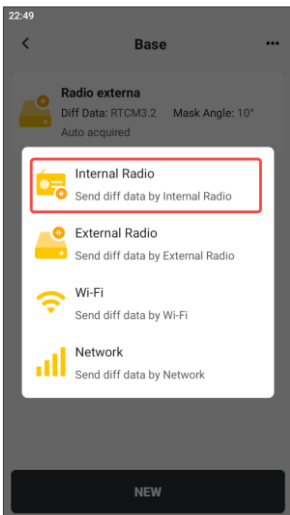 22:49
Base
Radio externa
Diff Data: RTCM3.2 Mask Angle: 10°
Auto acquired
Internal Radio
Send diff data by Internal Radio
External Radio
Send diff data by External Radio
Wi-Fi
Send diff data by Wi-Fi
Network
Send diff data by Network
NEW